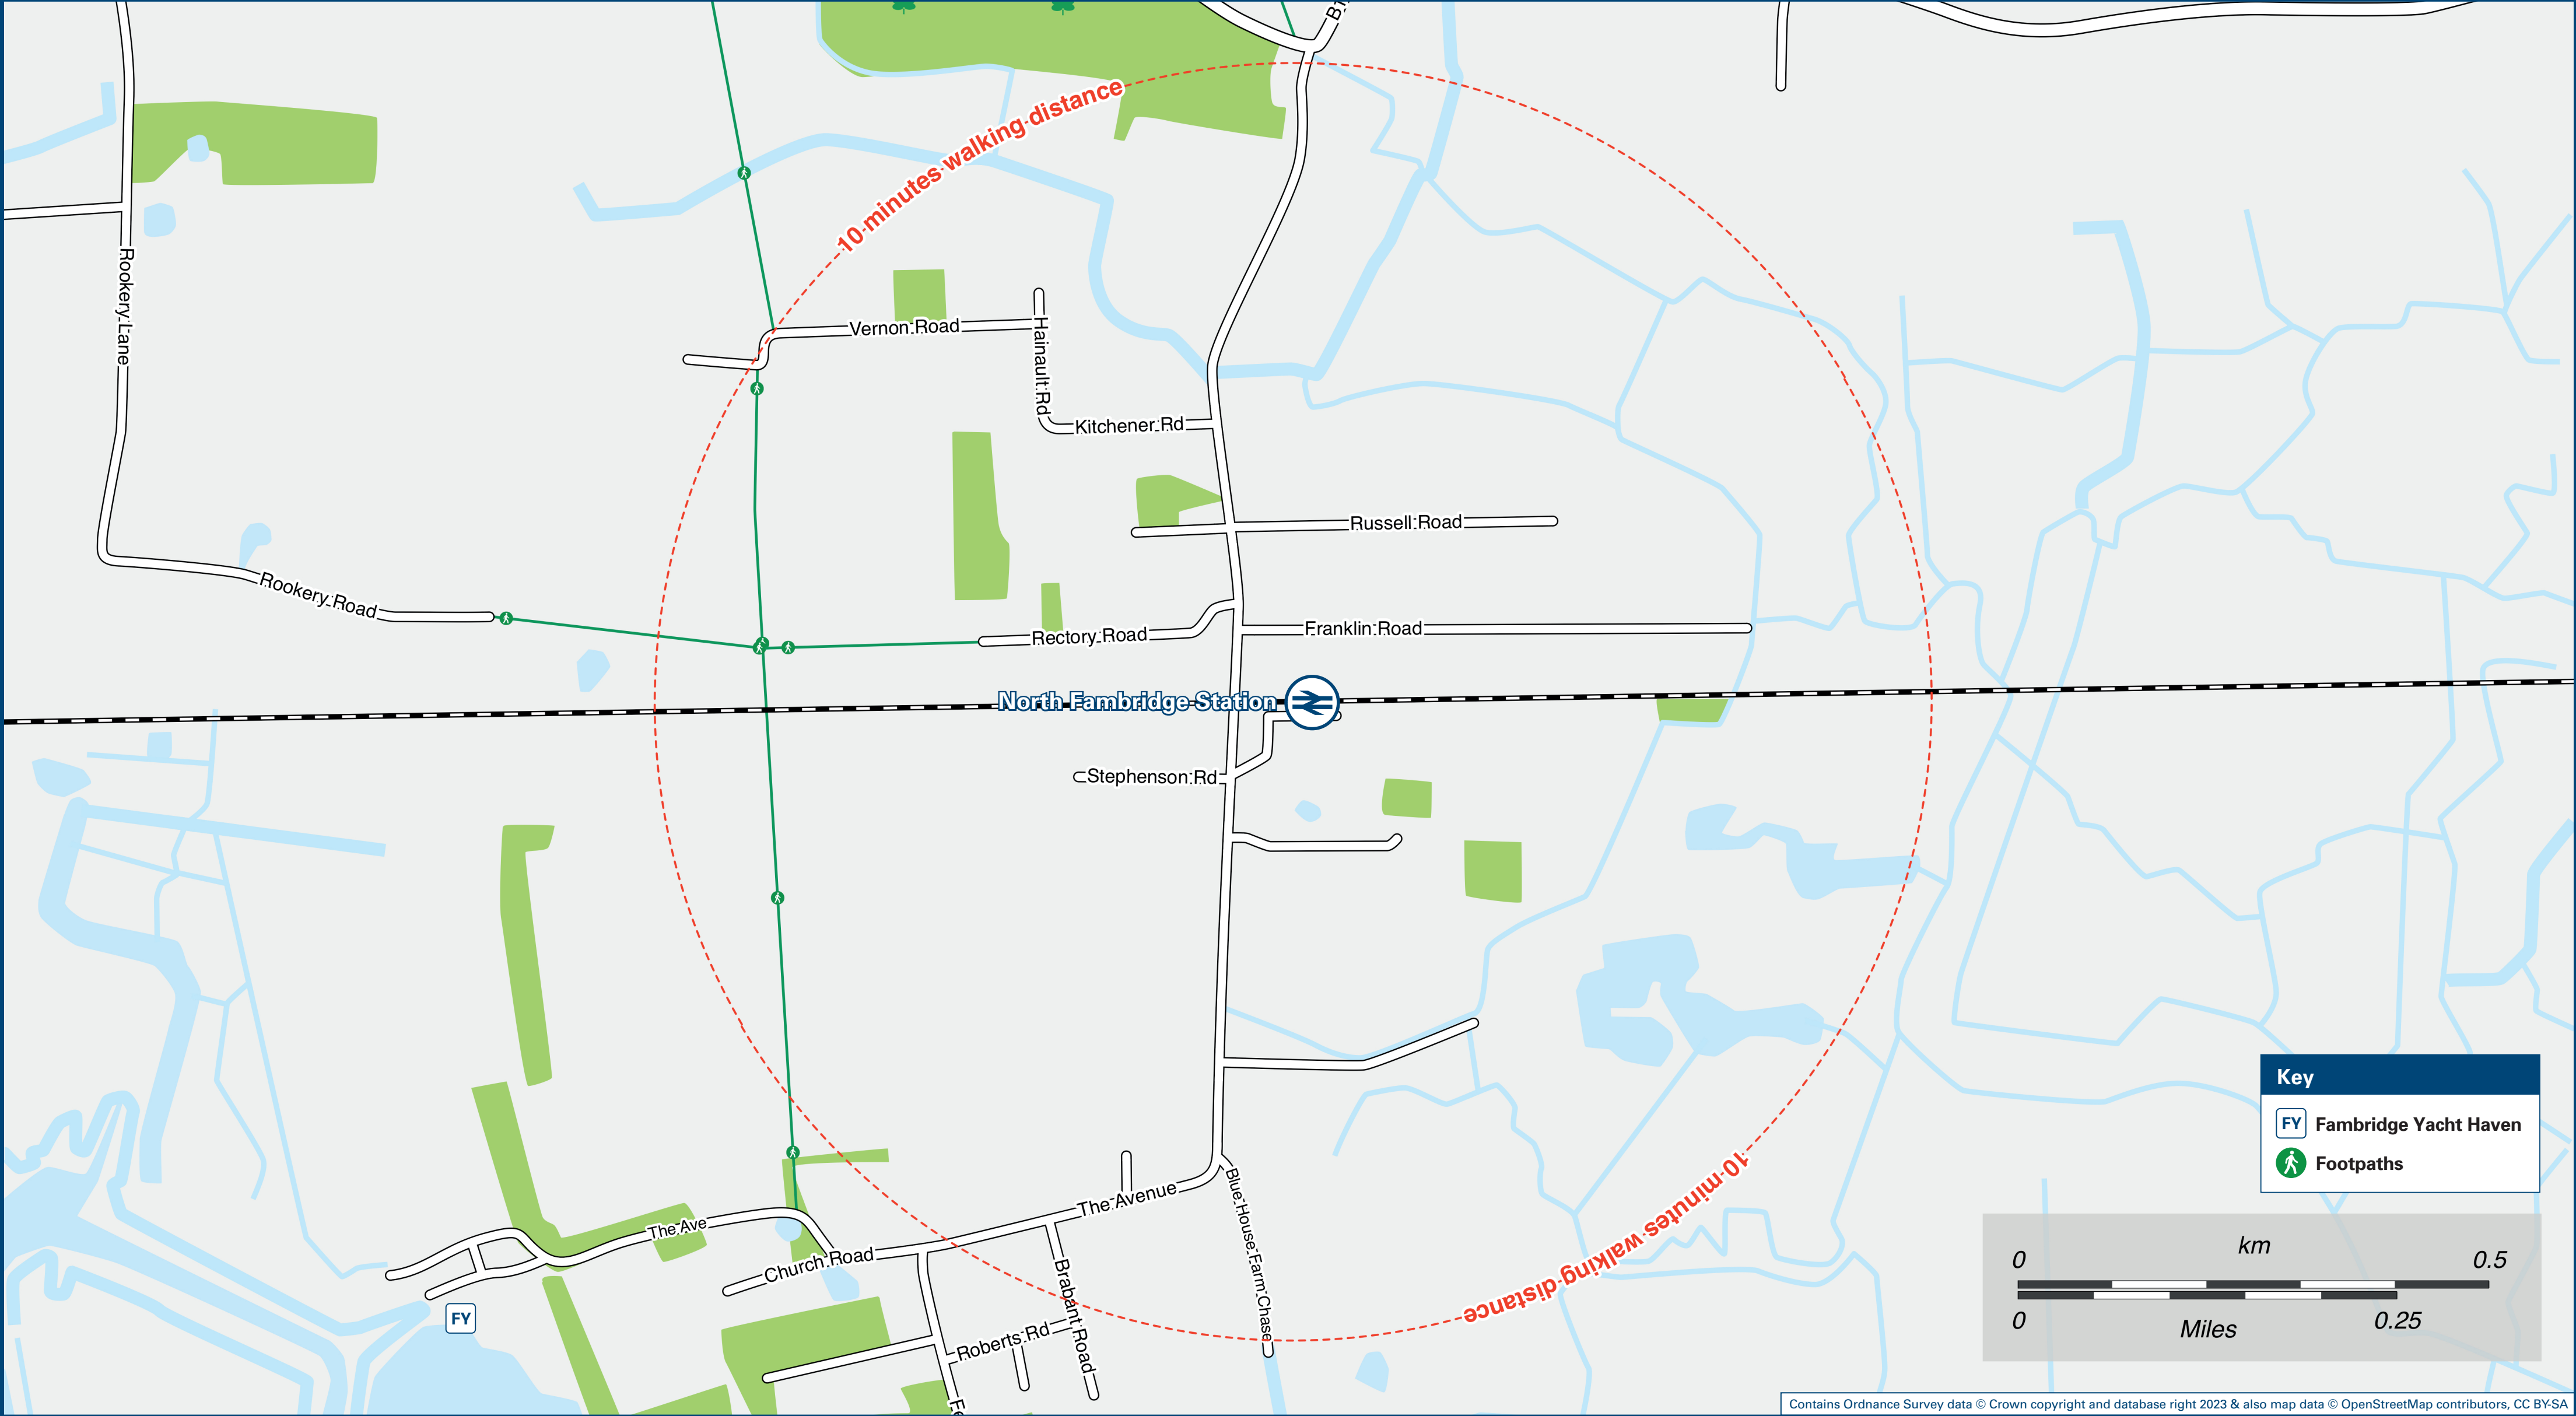 B1
10 minutes walking distance
Rookery Lane
Vernon Road
Hainault Rd
Kitchener Rd
Russell Road
Rookery Road
Rectory Road
Franklin Road
North Fambridge Station
Stephenson Rd
The Avenue
The Ave
Church Road
Blue House Farm Chase
Brabant Road
Roberts Rd
Fe
10 minutes walking distance
FY
Key
FY Fambridge Yacht Haven
Footpaths
km
0 0.5
0 0.25
Miles
Contains Ordnance Survey data © Crown copyright and database right 2023 & also map data © OpenStreetMap contributors, CC BY-SA